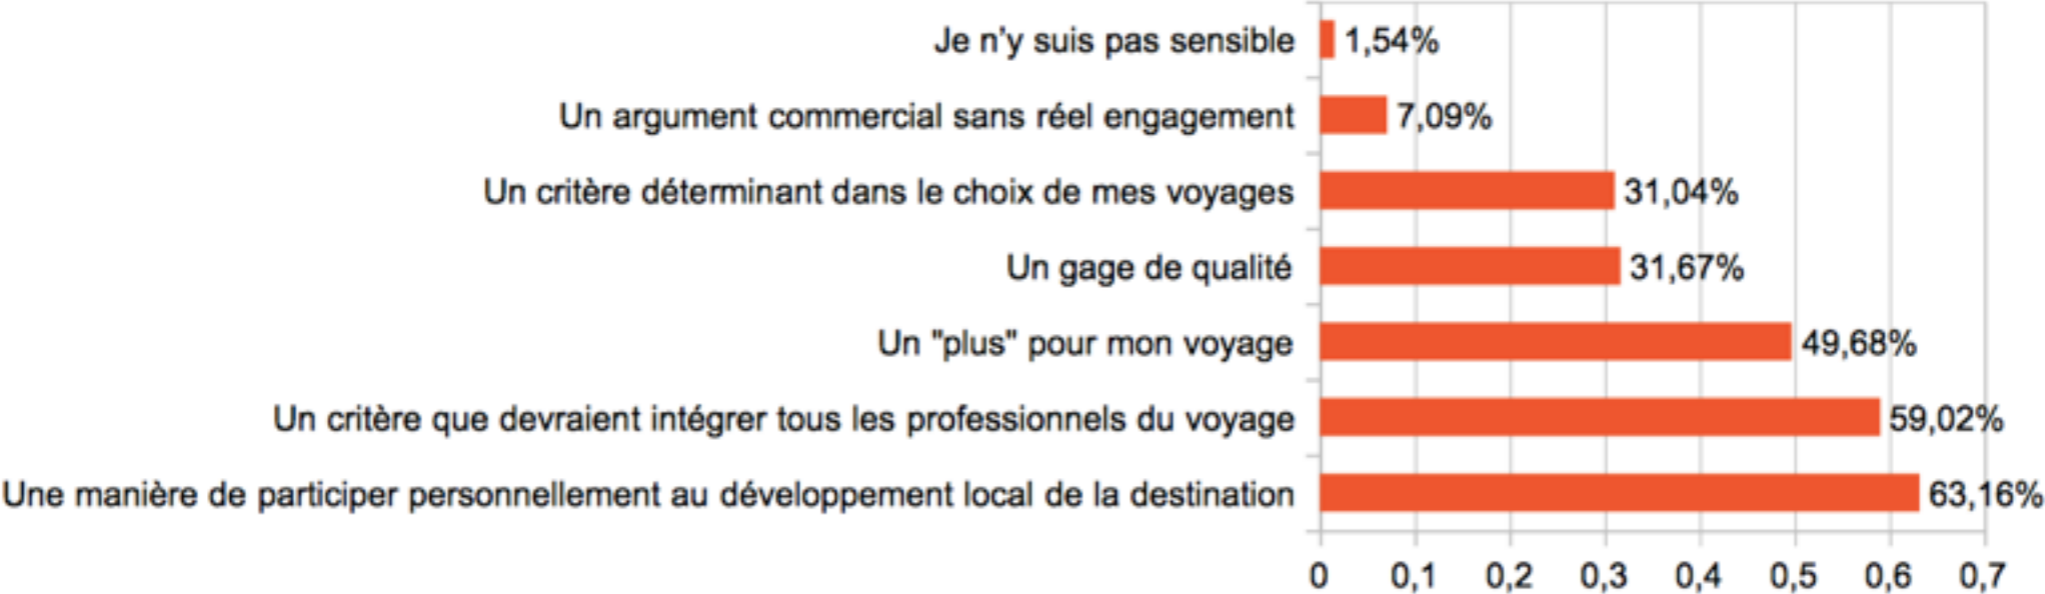 Je n'y suis pas sensible 1,54%
Un argument commercial sans réel engagement 7,09%
Un critère déterminant dans le choix de mes voyages 31,04%
Un gage de qualité 31,67%
Un "plus" pour mon voyage 49,68%
Un critère que devraient intégrer tous les professionnels du voyage 59,02%
Une manière de participer personnellement au développement local de la destination 63,16%
0 0,1 0,2 0,3 0,4 0,5 0,6 0,7